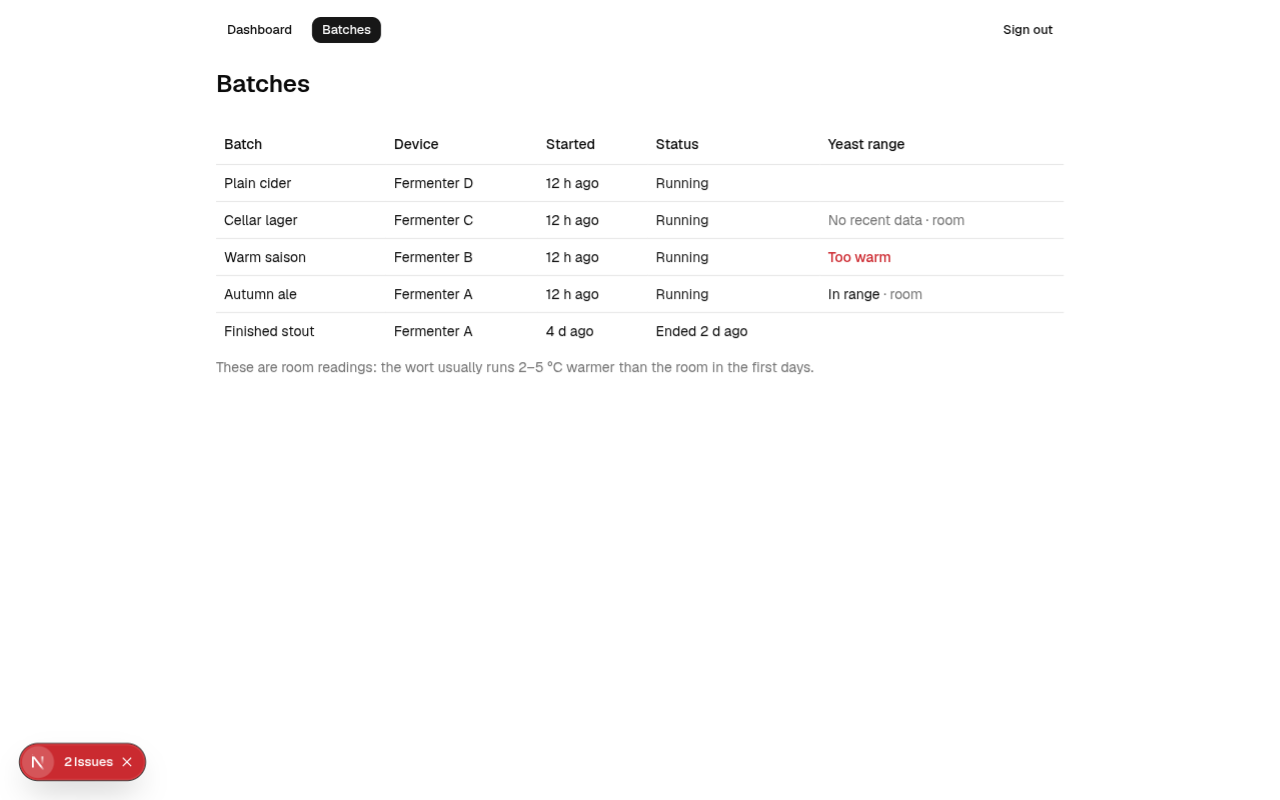 Dashboard Batches Sign out
Batches
Batch Device Started Status Yeast range
Plain cider Fermenter D 12 h ago Running
Cellar lager Fermenter C 12 h ago Running No recent data · room
Warm saison Fermenter B 12 h ago Running Too warm
Autumn ale Fermenter A 12 h ago Running In range · room
Finished stout Fermenter A 4 d ago Ended 2 d ago
These are room readings: the wort usually runs 2–5 °C warmer than the room in the first days.
N 2 Issues